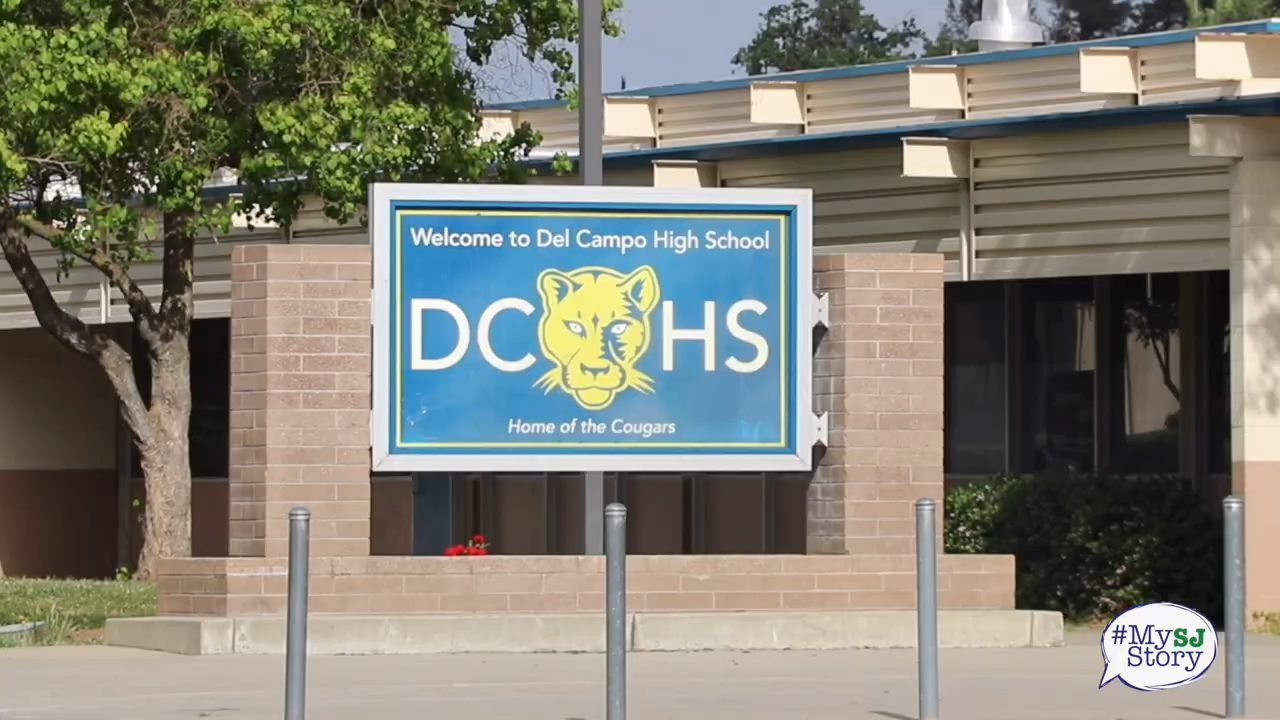 Welcome to Del Campo High School
DC HS
Home of the Cougars
#MySJ
Story